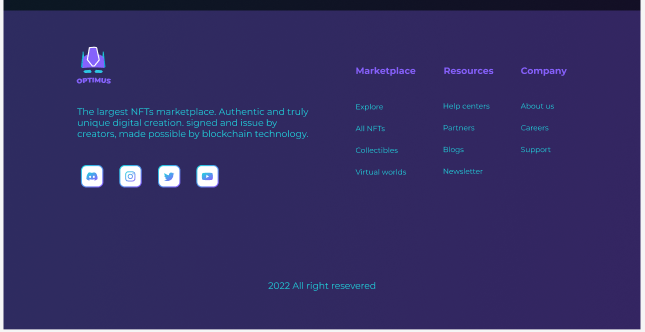 OPTIMUS
The largest NFTs marketplace. Authentic and truly
unique digital creation. signed and issue by
creators, made possible by blockchain technology.
Marketplace
Explore
All NFTs
Collectibles
Virtual worlds
Resources
Help centers
Partners
Blogs
Newsletter
Company
About us
Careers
Support
2022 All right resevered